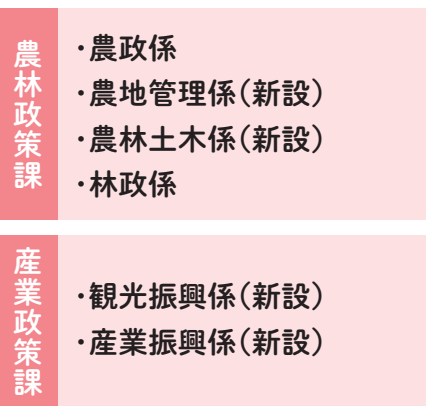 農林政策課
・農政係
・農地管理係（新設）
・農林土木係（新設）
・林政係
産業政策課
・観光振興係（新設）
・産業振興係（新設）